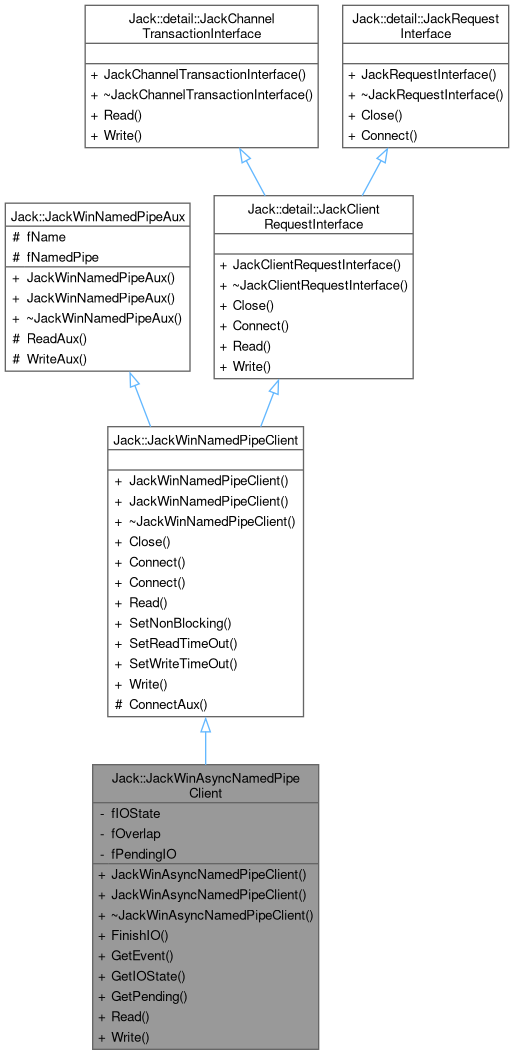 Jack::detail::JackChannel
TransactionInterface
+ JackChannelTransactionInterface()
+ ~JackChannelTransactionInterface()
+ Read()
+ Write()
Jack::detail::JackRequest
Interface
+ JackRequestInterface()
+ ~JackRequestInterface()
+ Close()
+ Connect()
Jack::JackWinNamedPipeAux
# fName
# fNamedPipe
+ JackWinNamedPipeAux()
+ JackWinNamedPipeAux()
+ ~JackWinNamedPipeAux()
# ReadAux()
# WriteAux()
Jack::detail::JackClient
RequestInterface
+ JackClientRequestInterface()
+ ~JackClientRequestInterface()
+ Close()
+ Connect()
+ Read()
+ Write()
Jack::JackWinNamedPipeClient
+ JackWinNamedPipeClient()
+ JackWinNamedPipeClient()
+ ~JackWinNamedPipeClient()
+ Close()
+ Connect()
+ Connect()
+ Read()
+ SetNonBlocking()
+ SetReadTimeOut()
+ SetWriteTimeOut()
+ Write()
# ConnectAux()
Jack::JackWinAsyncNamedPipe
Client
- fIOState
- fOverlap
- fPendingIO
+ JackWinAsyncNamedPipeClient()
+ JackWinAsyncNamedPipeClient()
+ ~JackWinAsyncNamedPipeClient()
+ FinishIO()
+ GetEvent()
+ GetIOState()
+ GetPending()
+ Read()
+ Write()